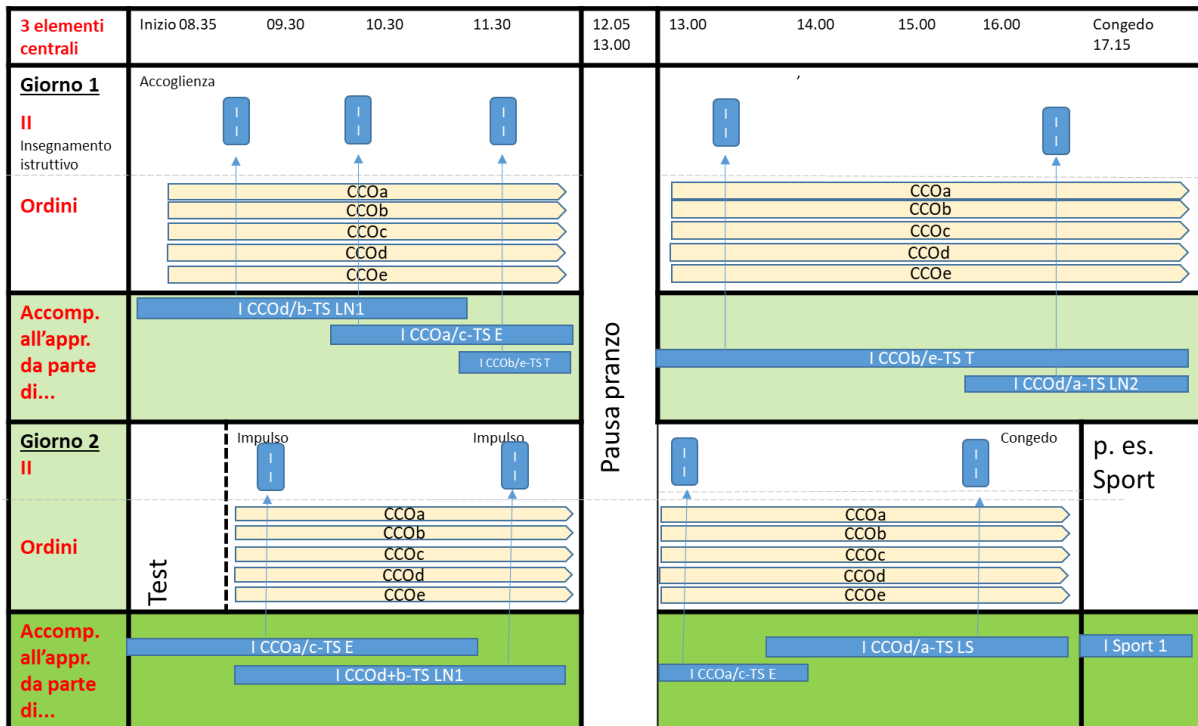 3 elementi
centrali
Inizio 08.35
09.30
10.30
11.30
12.05
13.00
13.00
14.00
15.00
16.00
Congedo
17.15
Giorno 1
II
Insegnamento
istruttivo
Accoglienza
,
I I
I I
I I
I I
I I
Ordini
CCOa
CCOb
CCOc
CCOd
CCOe
CCOa
CCOb
CCOc
CCOd
CCOe
Accomp.
all'appr.
da parte
di...
I CCOd/b-TS LN1
I CCOa/c-TS E
I CCOb/e-TS T
I CCOb/e-TS T
I CCOd/a-TS LN2
Pausa pranzo
Giorno 2
II
Impulso
Impulso
Congedo
I I
I I
I I
I I
p. es.
Sport
Ordini
Test
CCOa
CCOb
CCOc
CCOd
CCOe
CCOa
CCOb
CCOc
CCOd
CCOe
Accomp.
all'appr.
da parte
di...
I CCOa/c-TS E
I CCOd+b-TS LN1
I CCOd/a-TS LS
I CCOa/c-TS E
I Sport 1